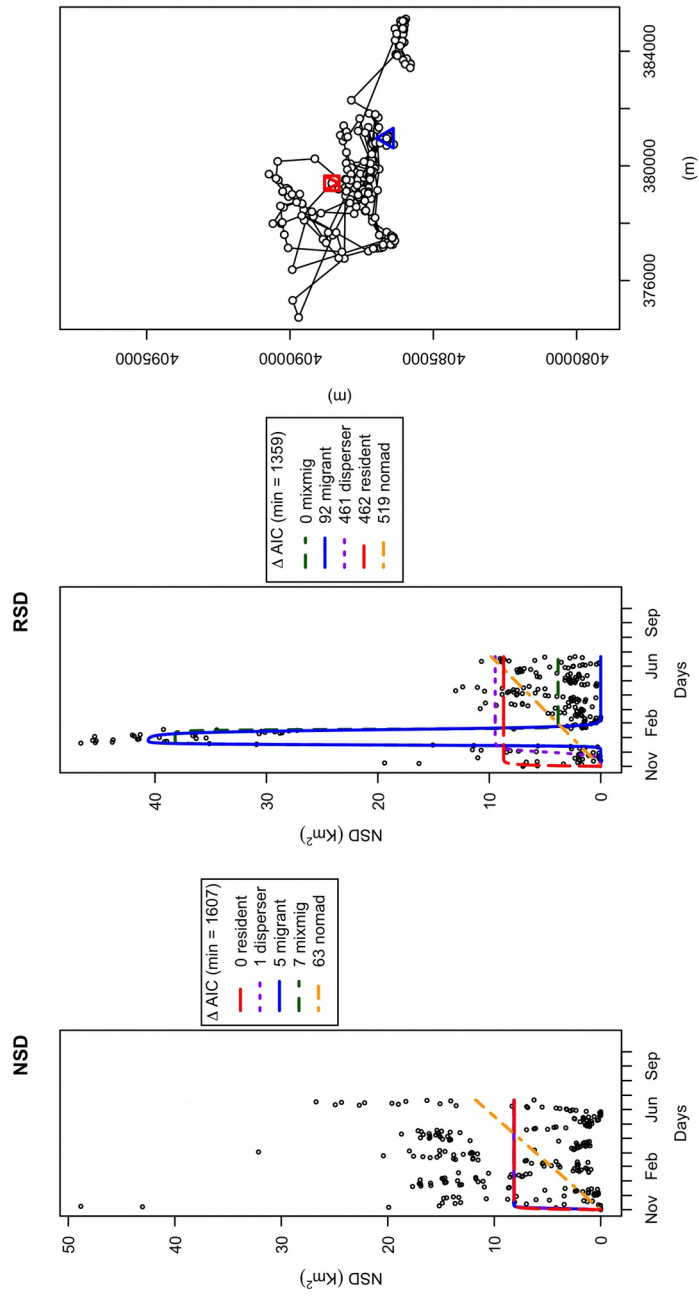 NSD
Δ AIC (min = 1607)
0 resident
1 disperser
5 migrant
7 mixmig
63 nomad
NSD (Km²)
0
10
20
30
40
50
Nov
Feb
Jun
Sep
Days
RSD
Δ AIC (min = 1359)
0 mixmig
92 migrant
461 disperser
462 resident
519 nomad
NSD (Km²)
0
10
20
30
40
Nov
Feb
Jun
Sep
Days
(m)
4080000
4085000
4090000
4095000
376000
380000
384000
(m)